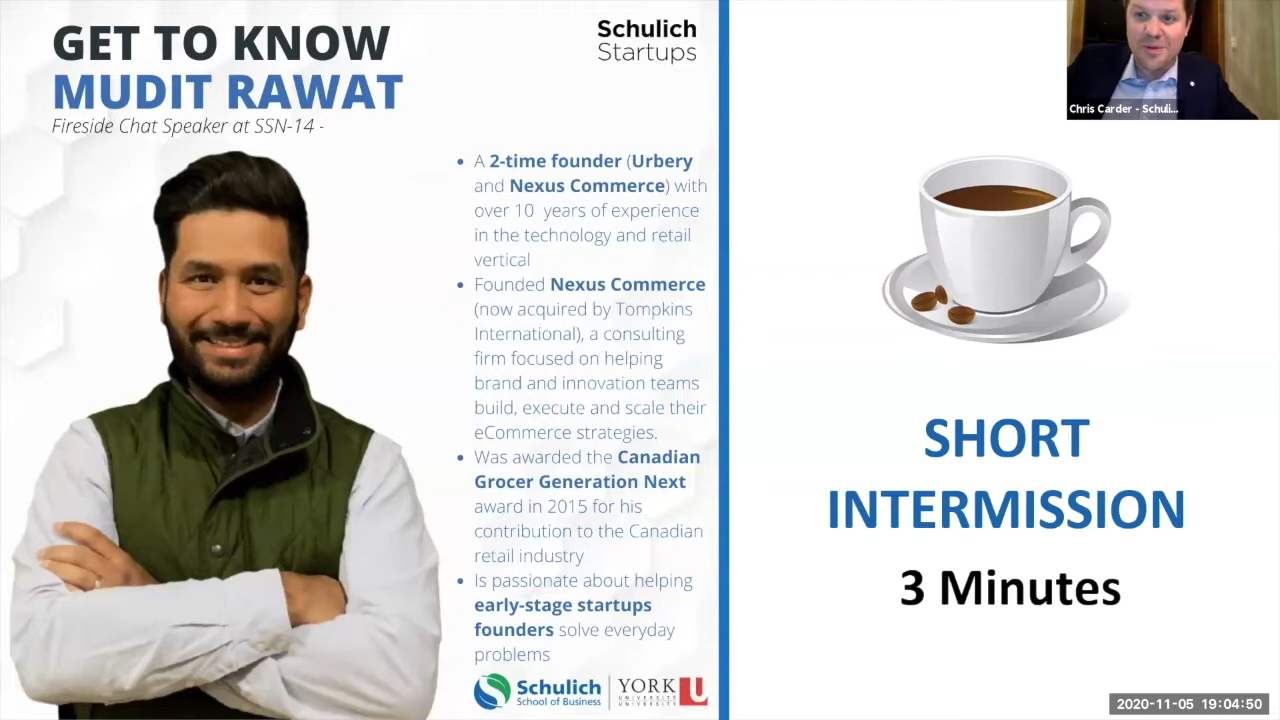 GET TO KNOW
MUDIT RAWAT
Fireside Chat Speaker at SSN-14 -
Schulich
Startups
• A 2-time founder (Urbery
and Nexus Commerce) with
over 10 years of experience
in the technology and retail
vertical
• Founded Nexus Commerce
(now acquired by Tompkins
International), a consulting
firm focused on helping
brand and innovation teams
build, execute and scale their
eCommerce strategies.
• Was awarded the Canadian
Grocer Generation Next
award in 2015 for his
contribution to the Canadian
retail industry
• Is passionate about helping
early-stage startups
founders solve everyday
problems
Schulich
School of Business
YORK U
UNIVERSITÉ
UNIVERSITY
Chris Carder - Schuli...
SHORT
INTERMISSION
3 Minutes
2020-11-05 19:04:50